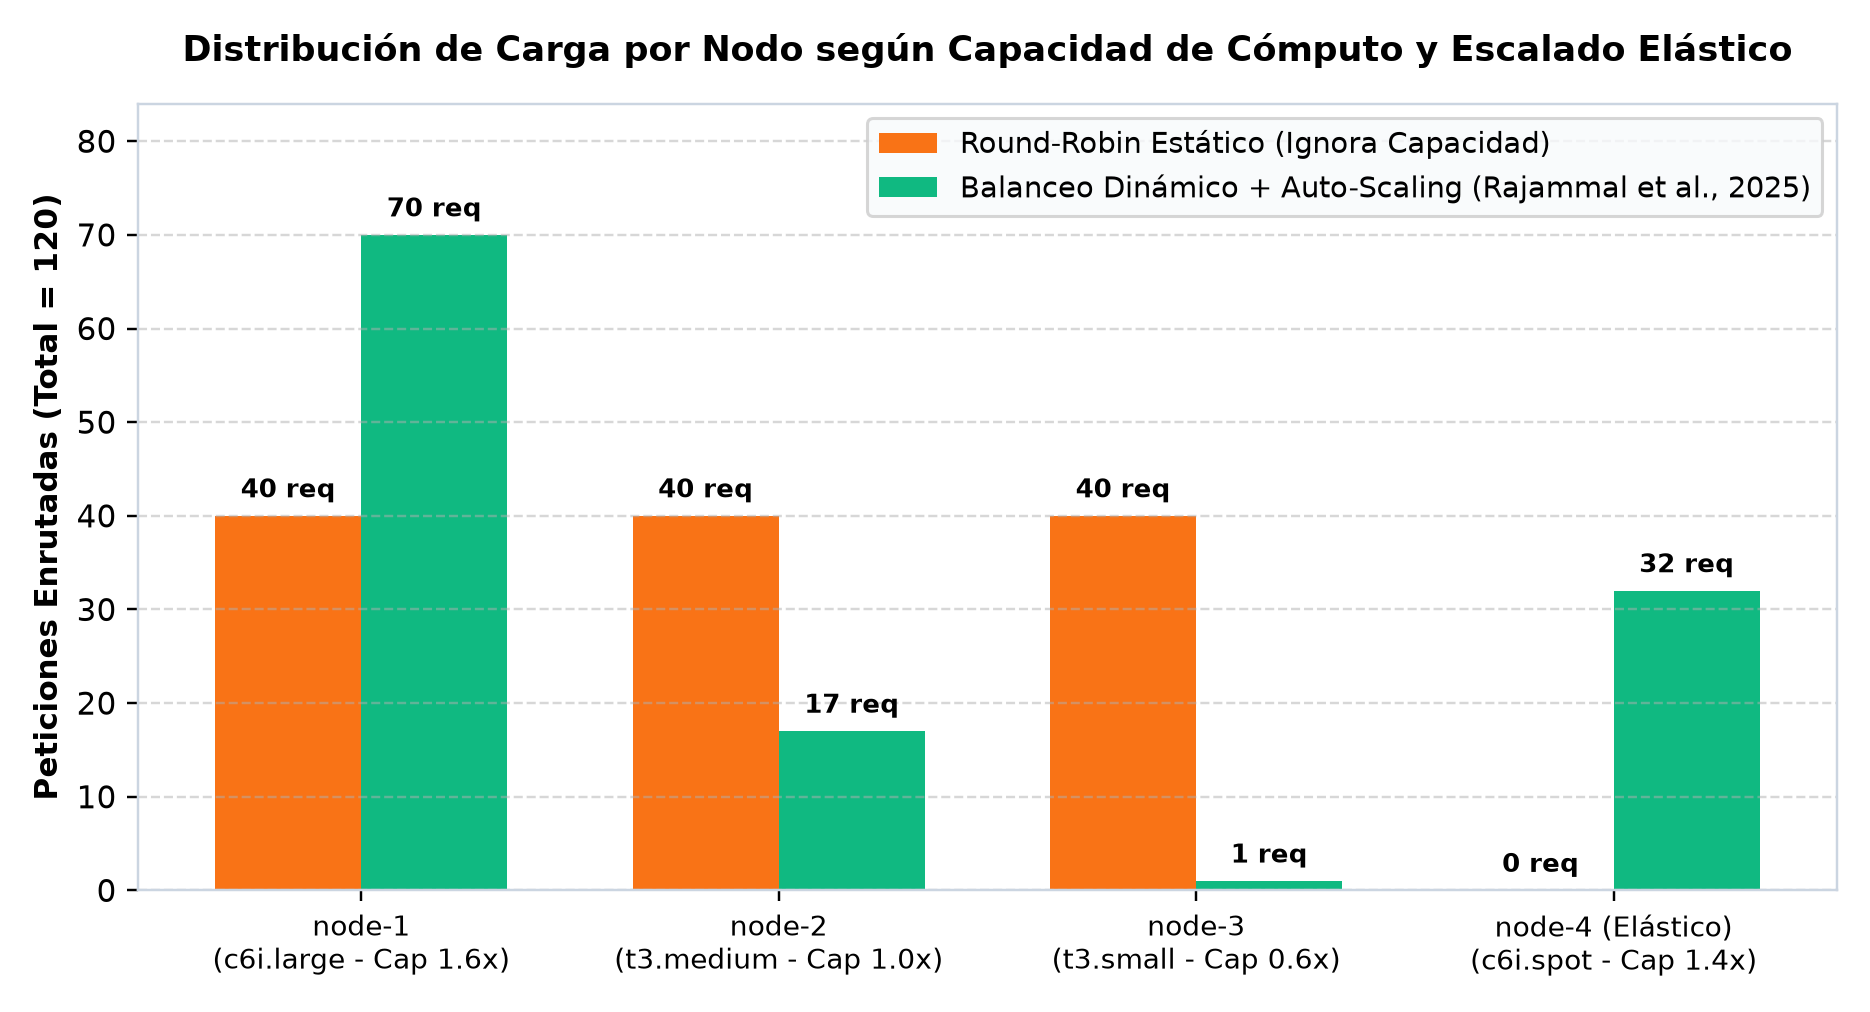 Distribución de Carga por Nodo según Capacidad de Cómputo y Escalado Elástico
Peticiones Enrutadas (Total = 120)
80
70
60
50
40
30
20
10
0
Round-Robin Estático (Ignora Capacidad)
Balanceo Dinámico + Auto-Scaling (Rajammal et al., 2025)
40 req
70 req
40 req
17 req
40 req
1 req
0 req
32 req
node-1
(c6i.large - Cap 1.6x)
node-2
(t3.medium - Cap 1.0x)
node-3
(t3.small - Cap 0.6x)
node-4 (Elástico)
(c6i.spot - Cap 1.4x)